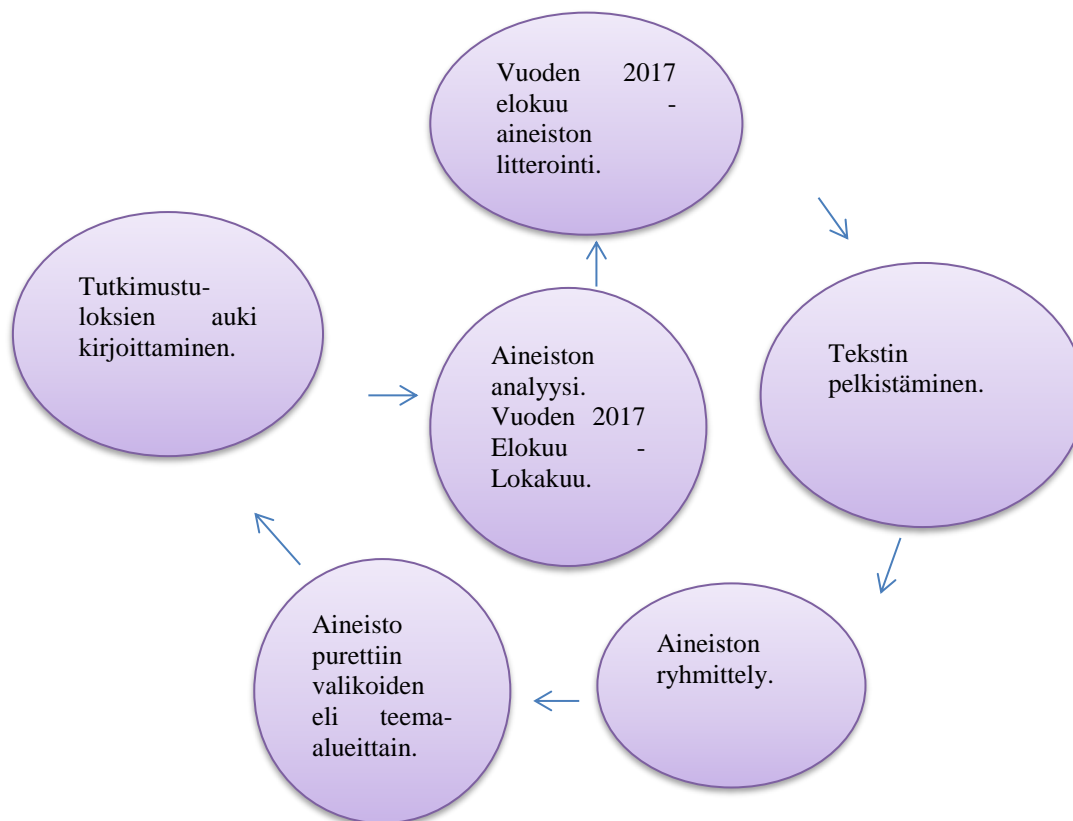 Vuoden 2017
elokuu -
aineiston
litterointi.
Tutkimustu-
loksien auki
kirjoittaminen.
Aineiston
analyysi.
Vuoden 2017
Elokuu -
Lokakuu.
Tekstin
pelkistäminen.
Aineisto
purettiin
valikoiden
eli teema-
alueittain.
Aineiston
ryhmittely.